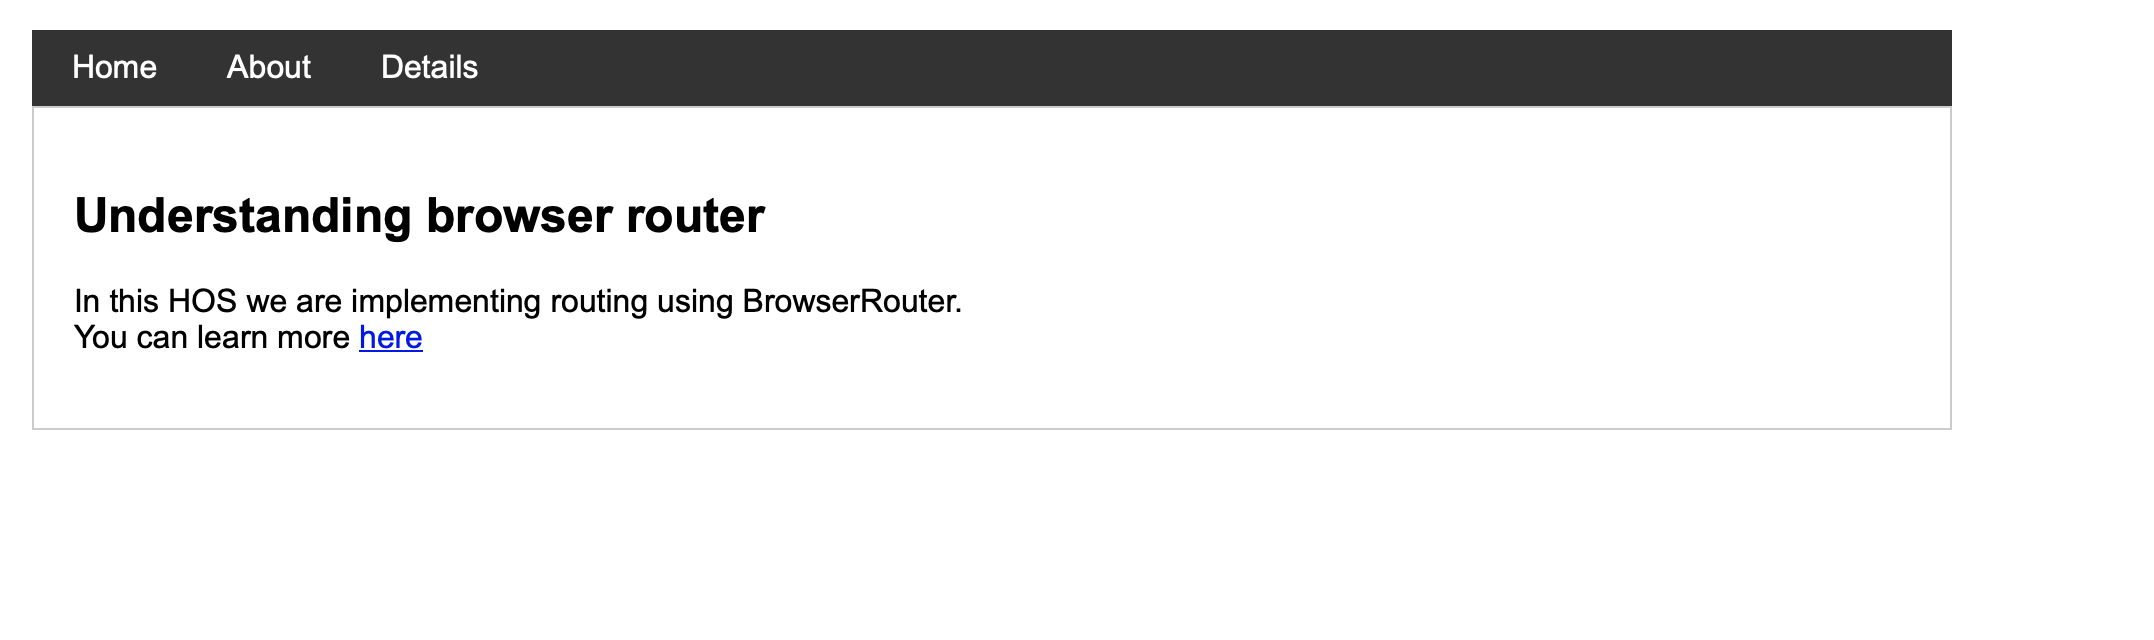 Home About Details
Understanding browser router
In this HOS we are implementing routing using BrowserRouter.
You can learn more here